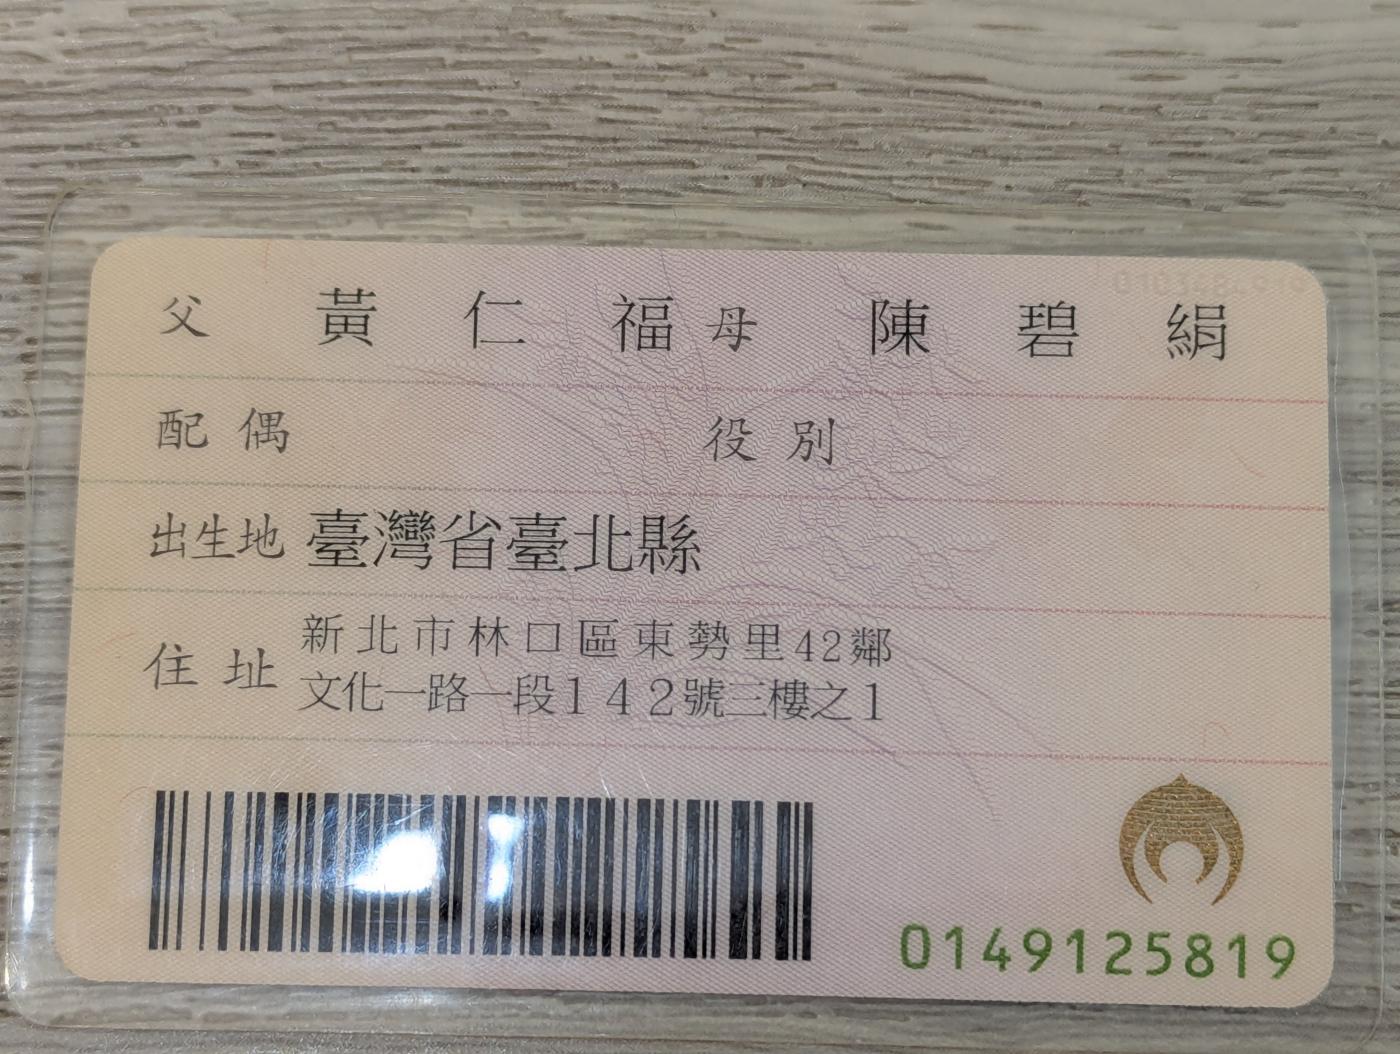 父 黃仁福 母 陳碧絹
配偶 役別
出生地 臺灣省臺北縣
住址 新北市林口區東勢里42鄰
文化一路一段142號三樓之1
0149125819